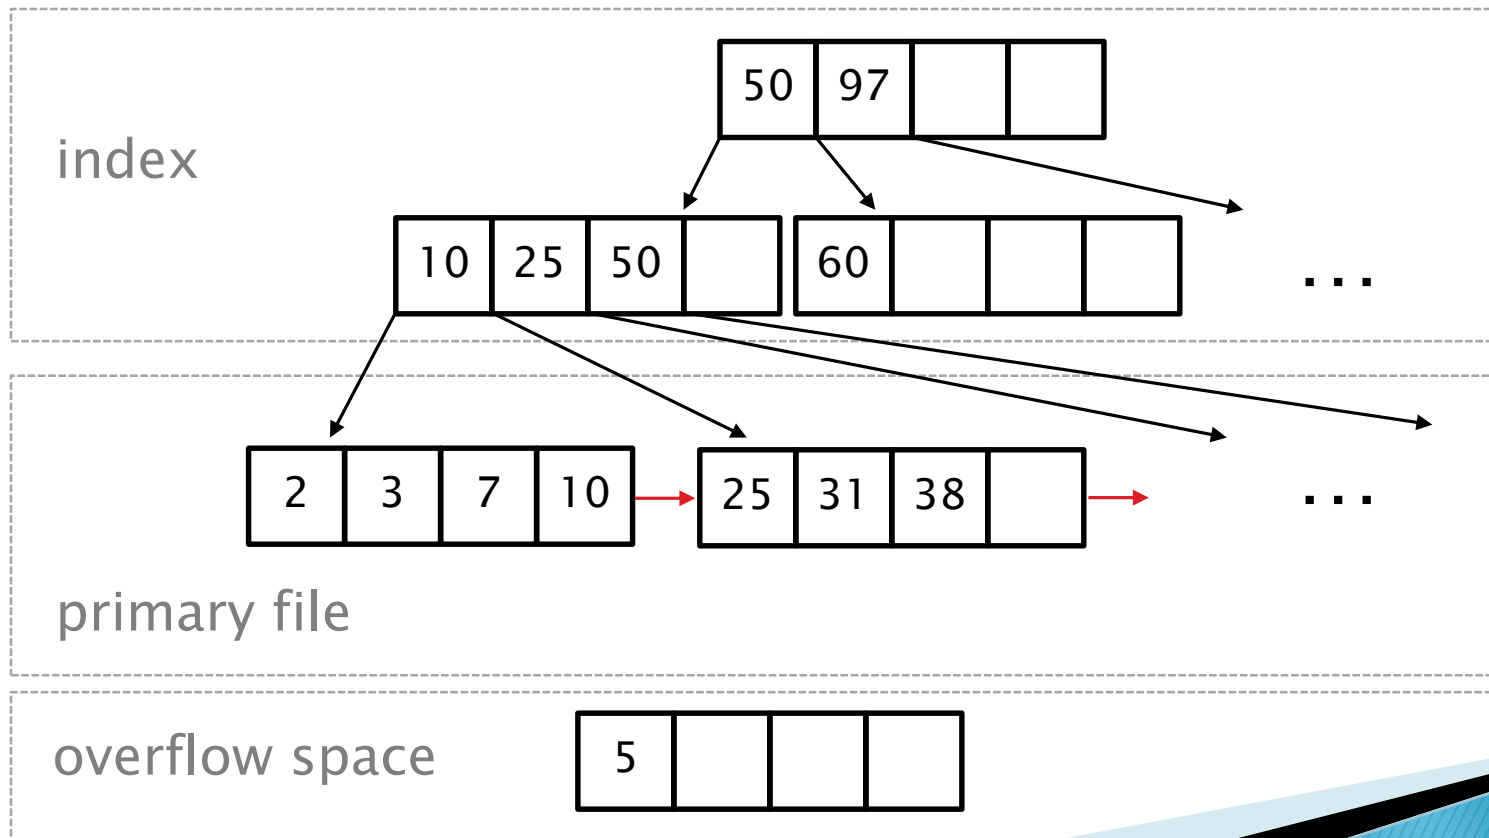 50 97
index
10 25 50 60 ...
2 3 7 10 25 31 38 ...
primary file
overflow space 5